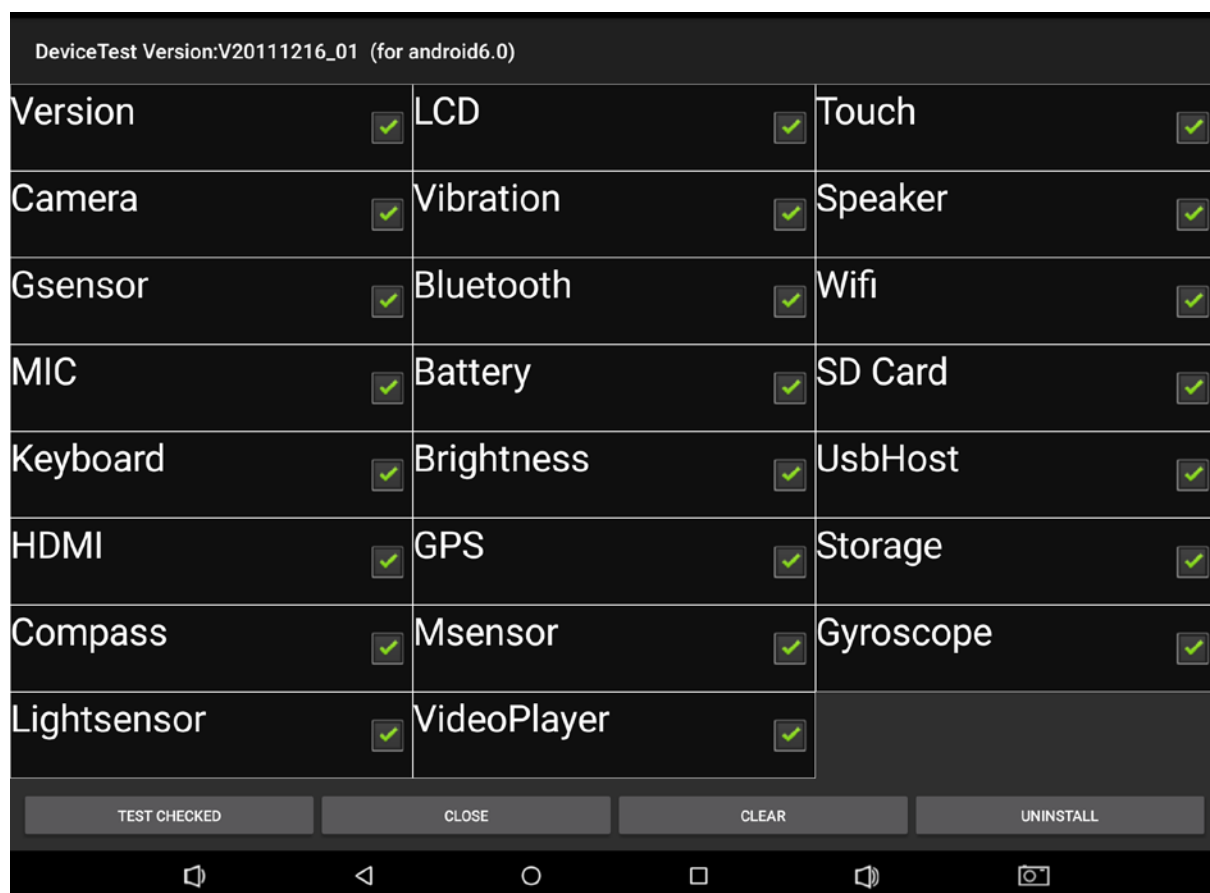 DeviceTest Version:V20111216_01 (for android6.0)
Version LCD Touch
Camera Vibration Speaker
Gsensor Bluetooth Wifi
MIC Battery SD Card
Keyboard Brightness UsbHost
HDMI GPS Storage
Compass Msensor Gyroscope
Lightsensor VideoPlayer
TEST CHECKED CLOSE CLEAR UNINSTALL